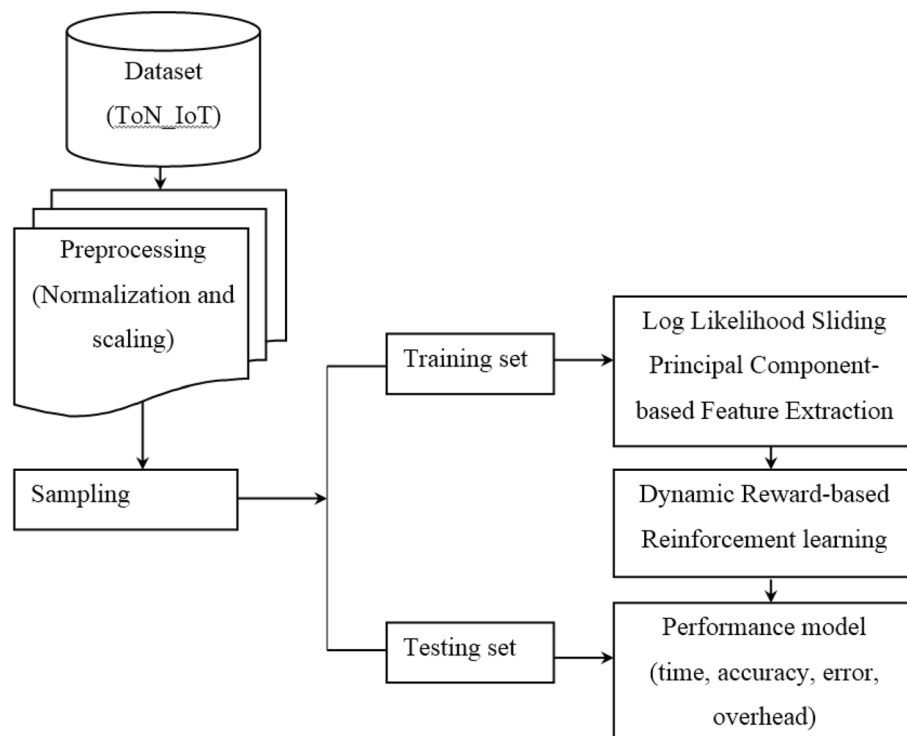 Dataset
(ToN_IoT)
Preprocessing
(Normalization and
scaling)
Sampling
Training set
Testing set
Log Likelihood Sliding
Principal Component-
based Feature Extraction
Dynamic Reward-based
Reinforcement learning
Performance model
(time, accuracy, error,
overhead)